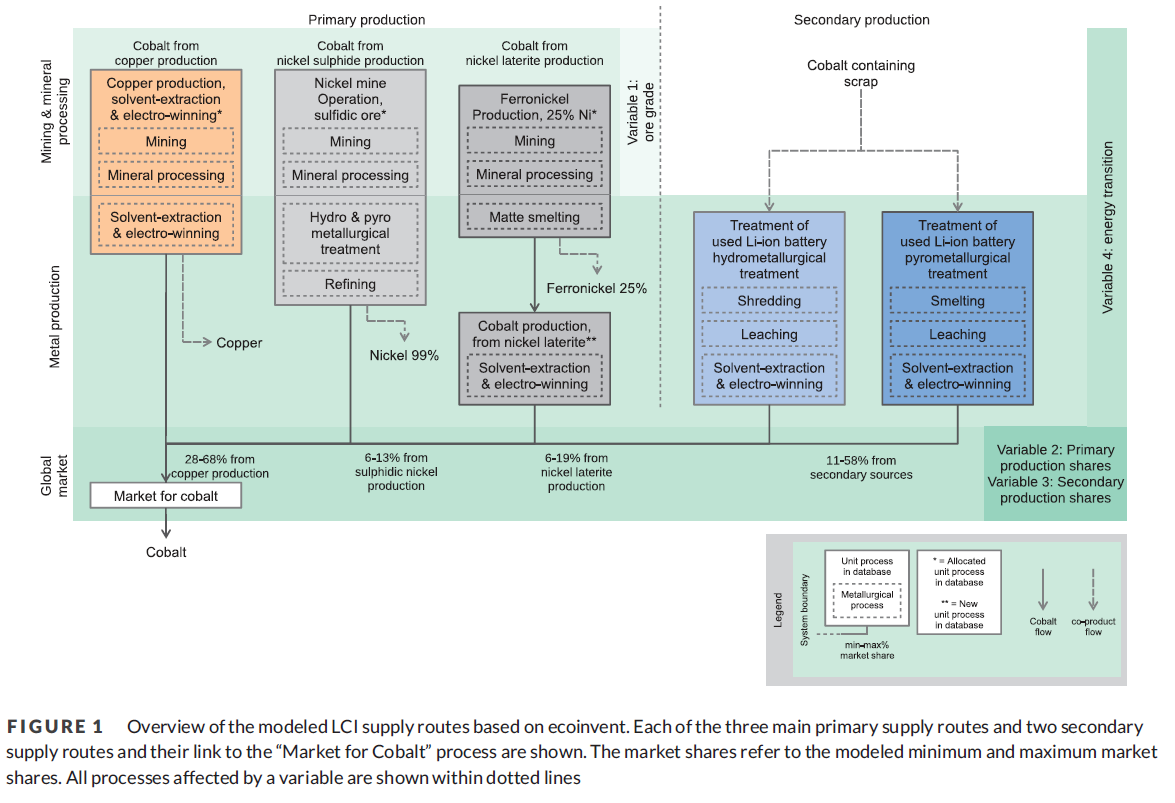 Primary production
Secondary production
Mining & mineral
processing
Metal production
Global
market
Cobalt from
copper production
Copper production,
solvent-extraction
& electro-winning*
Mining
Mineral processing
Solvent-extraction
& electro-winning
Copper
Cobalt from
nickel sulphide production
Nickel mine
Operation,
sulfidic ore*
Mining
Mineral processing
Hydro & pyro
metallurgical
treatment
Refining
Nickel 99%
Cobalt from
nickel laterite production
Ferronickel
Production, 25% Ni*
Mining
Mineral processing
Matte smelting
Ferronickel 25%
Cobalt production,
from nickel laterite**
Solvent-extraction
& electro-winning
Variable 1:
ore grade
Cobalt containing
scrap
Treatment of
used Li-ion battery
hydrometallurgical
treatment
Shredding
Leaching
Solvent-extraction
& electro-winning
Treatment of
used Li-ion battery
pyrometallurgical
treatment
Smelting
Leaching
Solvent-extraction
& electro-winning
Variable 4: energy transition
28-68% from
copper production
6-13% from
sulphidic nickel
production
6-19% from
nickel laterite
production
11-58% from
secondary sources
Variable 2: Primary
production shares
Variable 3: Secondary
production shares
Market for cobalt
Cobalt
Legend
System boundary
Unit process
in database
Metallurgical
process
min-max%
market share
* = Allocated
unit process
in database
** = New
unit process
in database
Cobalt
flow
co-product
flow
FIGURE 1 Overview of the modeled LCI supply routes based on ecoinvent. Each of the three main primary supply routes and two secondary
supply routes and their link to the “Market for Cobalt” process are shown. The market shares refer to the modeled minimum and maximum market
shares. All processes affected by a variable are shown within dotted lines